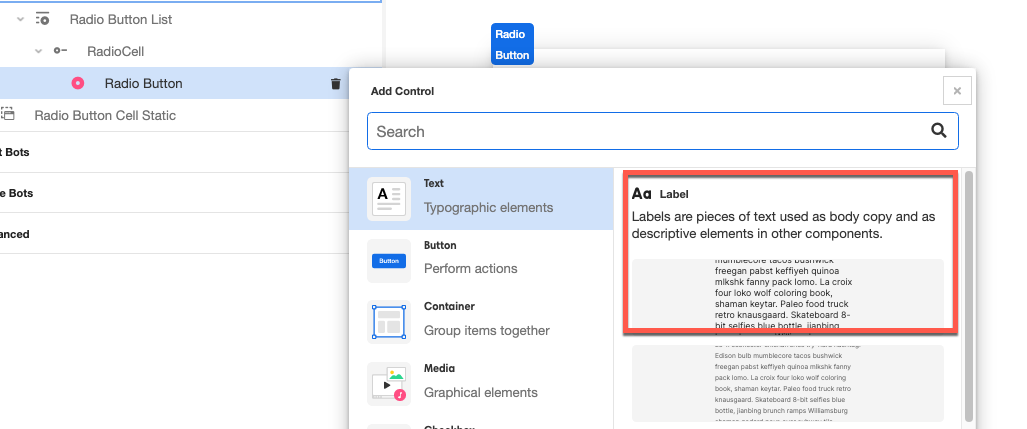 Radio Button List
RadioCell
Radio Button
Radio Button Cell Static
t Bots
e Bots
anced
Radio
Button
Add Control
×
Search
A
Text
Typographic elements
Button
Button
Perform actions
Container
Group items together
Media
Graphical elements
Checkbox
Aa Label
Labels are pieces of text used as body copy and as
descriptive elements in other components.
mumblecore tacos bushwick
freegan pabst keffiyeh quinoa
mlkshk fanny pack lomo. La croix
four loko wolf coloring book,
shaman keytar. Paleo food truck
retro knausgaard. Skateboard 8-
bit selfies blue bottle, jianbing
Edison bulb mumblecore tacos bushwick
freegan pabst keffiyeh quinoa mlkshk fanny
pack lomo. La croix four loko wolf coloring
book, shaman keytar. Paleo food truck retro
knausgaard. Skateboard 8-bit selfies blue
bottle, jianbing brunch ramps Williamsburg